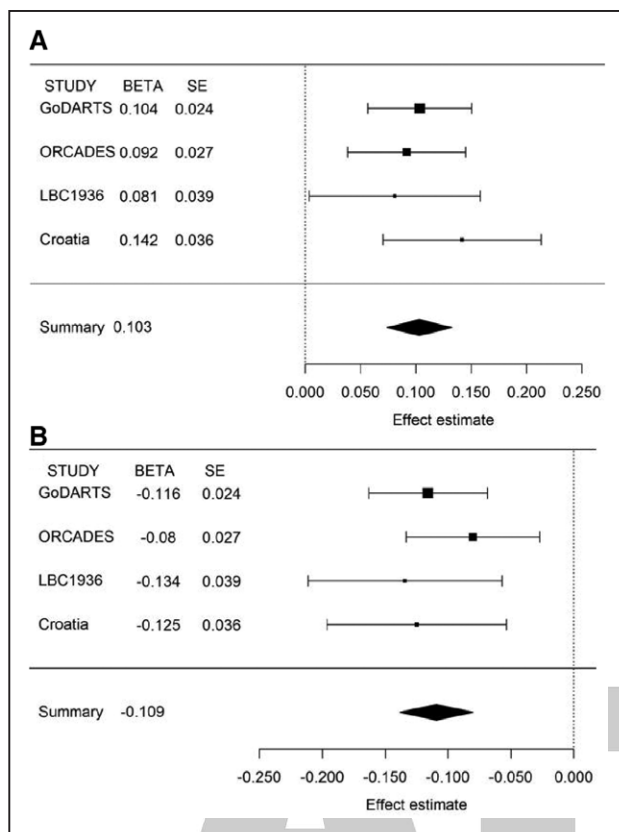 A
STUDY BETA SE
GoDARTS 0.104 0.024
ORCADES 0.092 0.027
LBC1936 0.081 0.039
Croatia 0.142 0.036
Summary 0.103
0.000 0.050 0.100 0.150 0.200 0.250
Effect estimate
B
STUDY BETA SE
GoDARTS -0.116 0.024
ORCADES -0.08 0.027
LBC1936 -0.134 0.039
Croatia -0.125 0.036
Summary -0.109
-0.250 -0.200 -0.150 -0.100 -0.050 0.000
Effect estimate